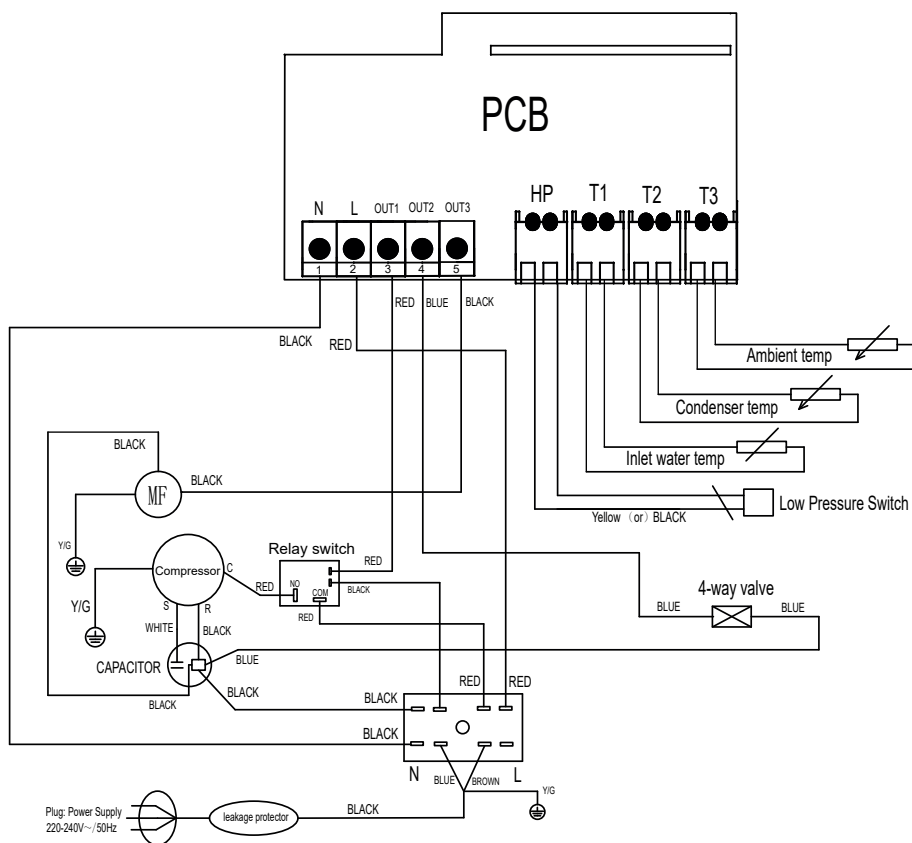 PCB
HP T1 T2 T3
N L OUT1 OUT2 OUT3
1 2 3 4 5
RED BLUE BLACK
BLACK RED
Ambient temp
Condenser temp
BLACK
Inlet water temp
MF BLACK
Low Pressure Switch
Yellow （or）BLACK
Y/G
Relay switch
RED
Compressor C
RED NO BLACK
COM
4-way valve
Y/G S R RED
BLUE BLUE
WHITE BLACK
CAPACITOR BLUE
RED RED
BLACK BLACK BLACK
BLACK
N BLUE BROWN L
Y/G
Plug: Power Supply
220-240V～/50Hz
leakage protector
BLACK